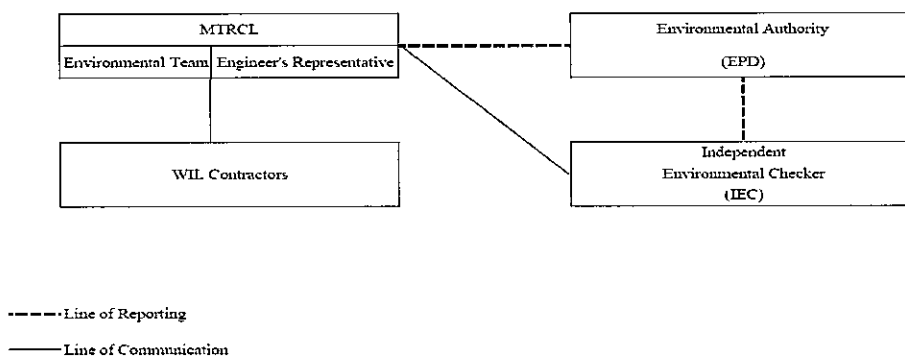 MTRCL
Environmental Team
Engineer's Representative
Environmental Authority
(EPD)
WIL Contractors
Independent
Environmental Checker
(IEC)
Line of Reporting
Line of Communication